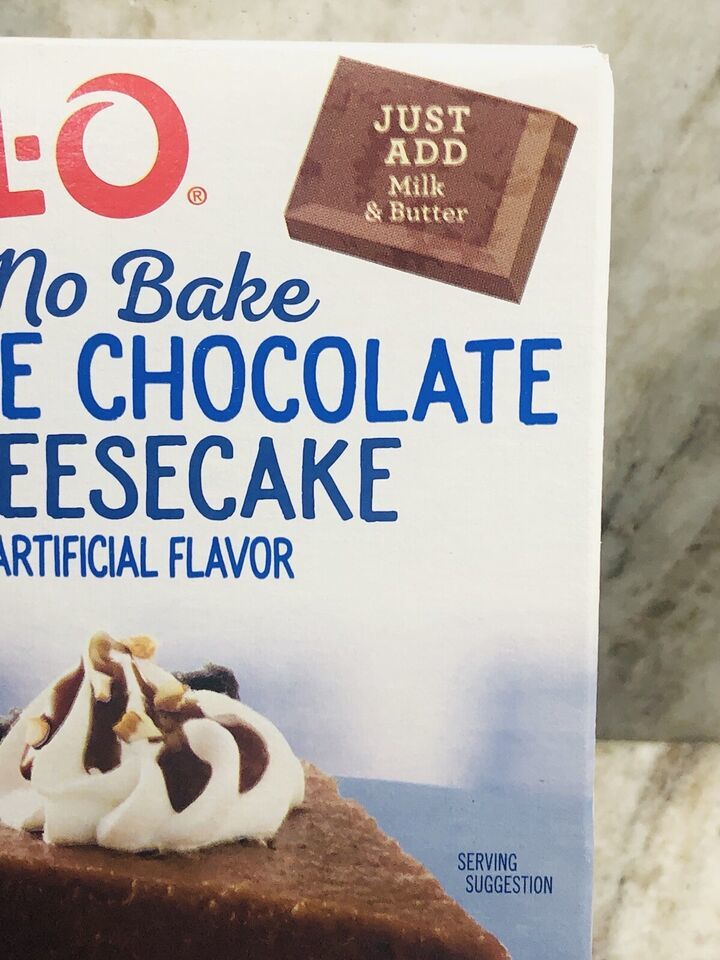 L-O®
JUST
ADD
Milk
& Butter
No Bake
E CHOCOLATE
EESECAKE
ARTIFICIAL FLAVOR
SERVING
SUGGESTION